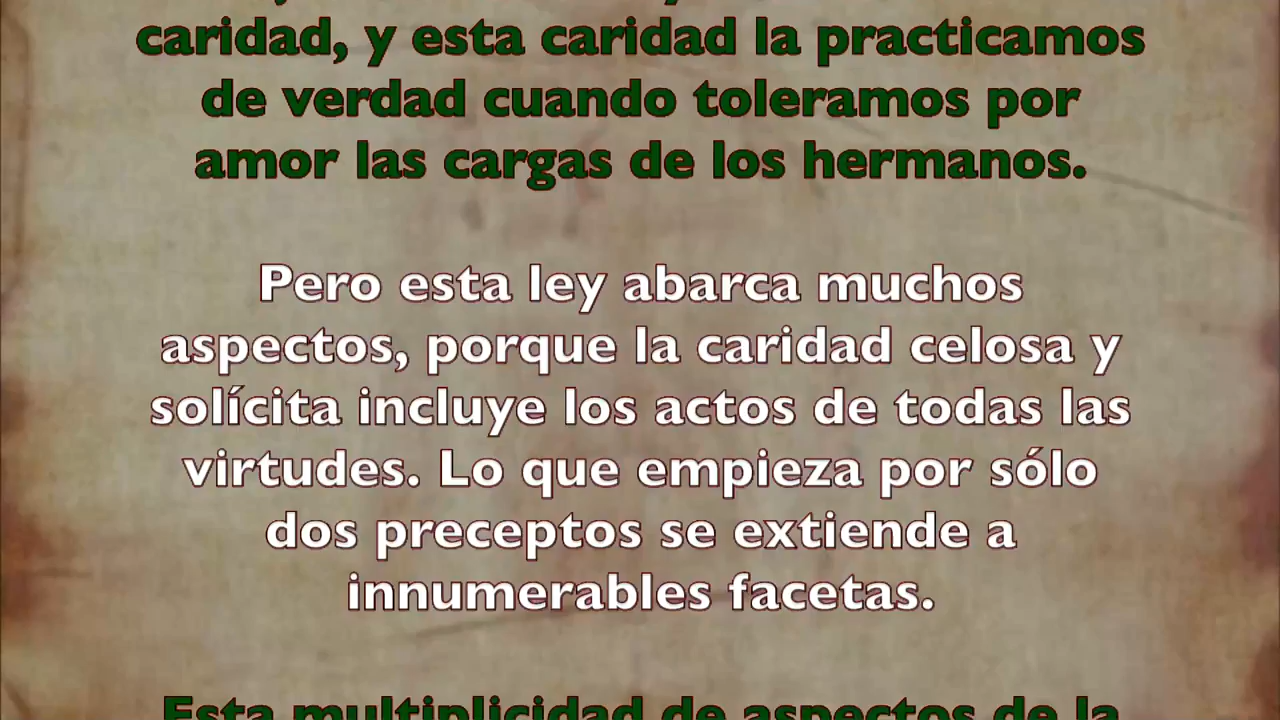 caridad, y esta caridad la practicamos
de verdad cuando toleramos por
amor las cargas de los hermanos.
Pero esta ley abarca muchos
aspectos, porque la caridad celosa y
solícita incluye los actos de todas las
virtudes. Lo que empieza por sólo
dos preceptos se extiende a
innumerables facetas.
Esta multiplicidad de aspectos de la